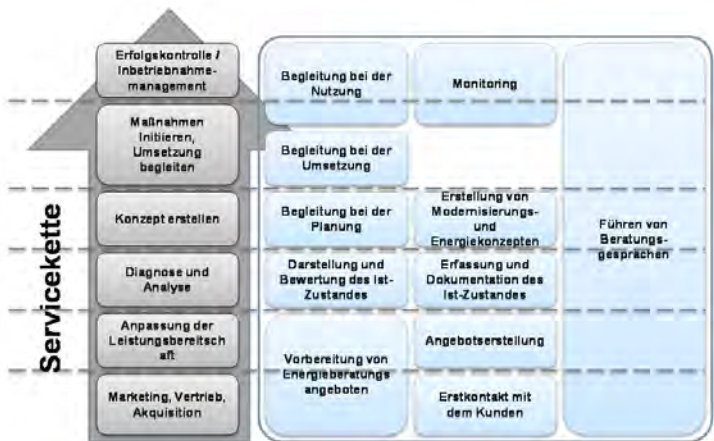 Servicekette
Erfolgskontrolle /
Inbetriebnahme-
management
Maßnahmen
Initiieren,
Umsetzung
begleiten
Konzept erstellen
Diagnose und
Analyse
Anpassung der
Leistungsbereitsch
aft
Marketing, Vertrieb,
Akquisition
Begleitung bei der
Nutzung
Begleitung bei der
Umsetzung
Begleitung bei der
Planung
Darstellung und
Bewertung des Ist-
Zustandes
Vorbereitung von
Energieberatungs
angeboten
Monitoring
Erstellung von
Modernisierungs-
und
Energiekonzepten
Erfassung und
Dokumentation des
Ist-Zustandes
Angebotserstellung
Erstkontakt mit
dem Kunden
Führen von
Beratungs-
gesprächen